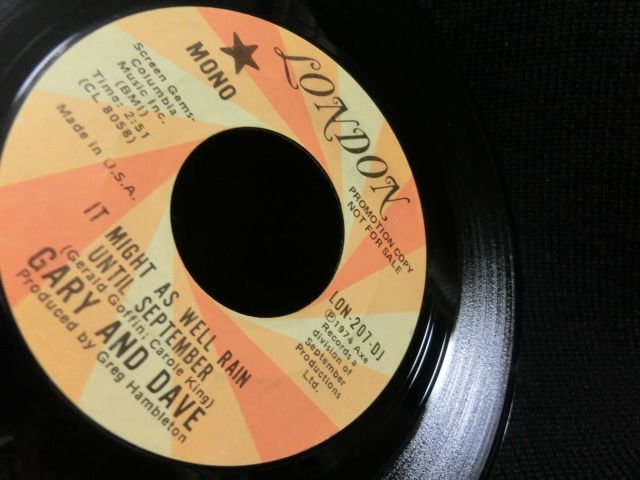 LONDON
MONO
Screen Gems-
Columbia
Music Inc.
(BMI)
Time: 2:51
(CL 8058)
Made in U.S.A.
PROMOTION COPY
NOT FOR SALE
LON-207-DJ
Ⓟ1974 Axe
Records a
division of
September
Productions
Ltd.
IT MIGHT AS WELL RAIN
UNTIL SEPTEMBER
(Gerald Goffin; Carole King)
GARY AND DAVE
Produced by Greg Hambleton